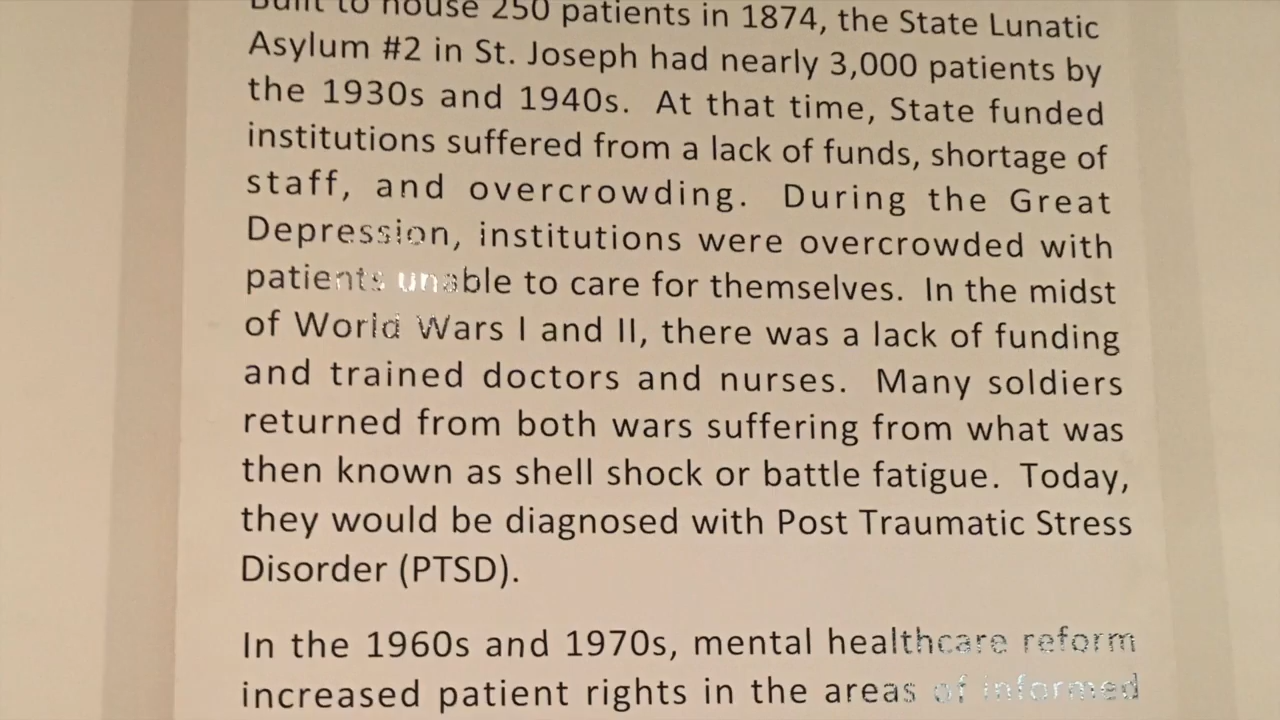 Built to house 250 patients in 1874, the State Lunatic
Asylum #2 in St. Joseph had nearly 3,000 patients by
the 1930s and 1940s. At that time, State funded
institutions suffered from a lack of funds, shortage of
staff, and overcrowding. During the Great
Depression, institutions were overcrowded with
patients unable to care for themselves. In the midst
of World Wars I and II, there was a lack of funding
and trained doctors and nurses. Many soldiers
returned from both wars suffering from what was
then known as shell shock or battle fatigue. Today,
they would be diagnosed with Post Traumatic Stress
Disorder (PTSD).
In the 1960s and 1970s, mental healthcare reform
increased patient rights in the areas of informed